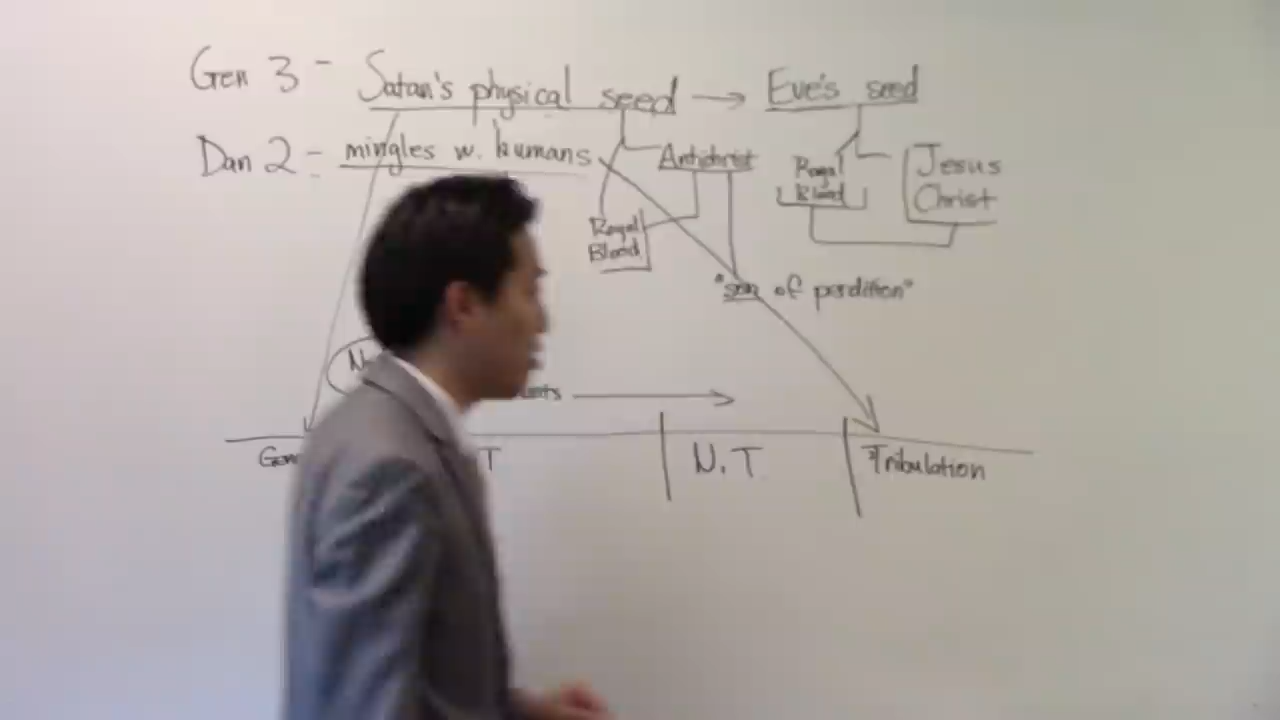 Gen 3 - Satan's physical seed → Eve's seed
Dan 2 - mingles w. humans
Antichrist
Royal
Blood
Jesus
Christ
Royal
Blood
"son of perdition"
N.T
Tribulation